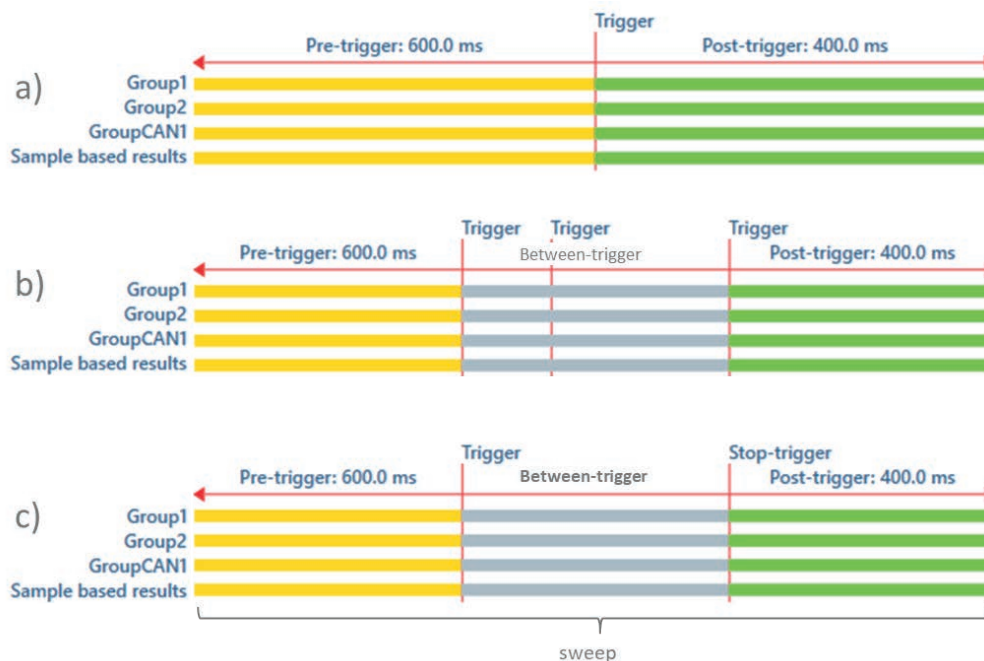 Trigger
Pre-trigger: 600.0 ms Post-trigger: 400.0 ms
a)
Group1
Group2
GroupCAN1
Sample based results
Trigger Trigger Trigger
Pre-trigger: 600.0 ms Between-trigger Post-trigger: 400.0 ms
b)
Group1
Group2
GroupCAN1
Sample based results
Trigger Stop-trigger
Pre-trigger: 600.0 ms Between-trigger Post-trigger: 400.0 ms
c)
Group1
Group2
GroupCAN1
Sample based results
sweep